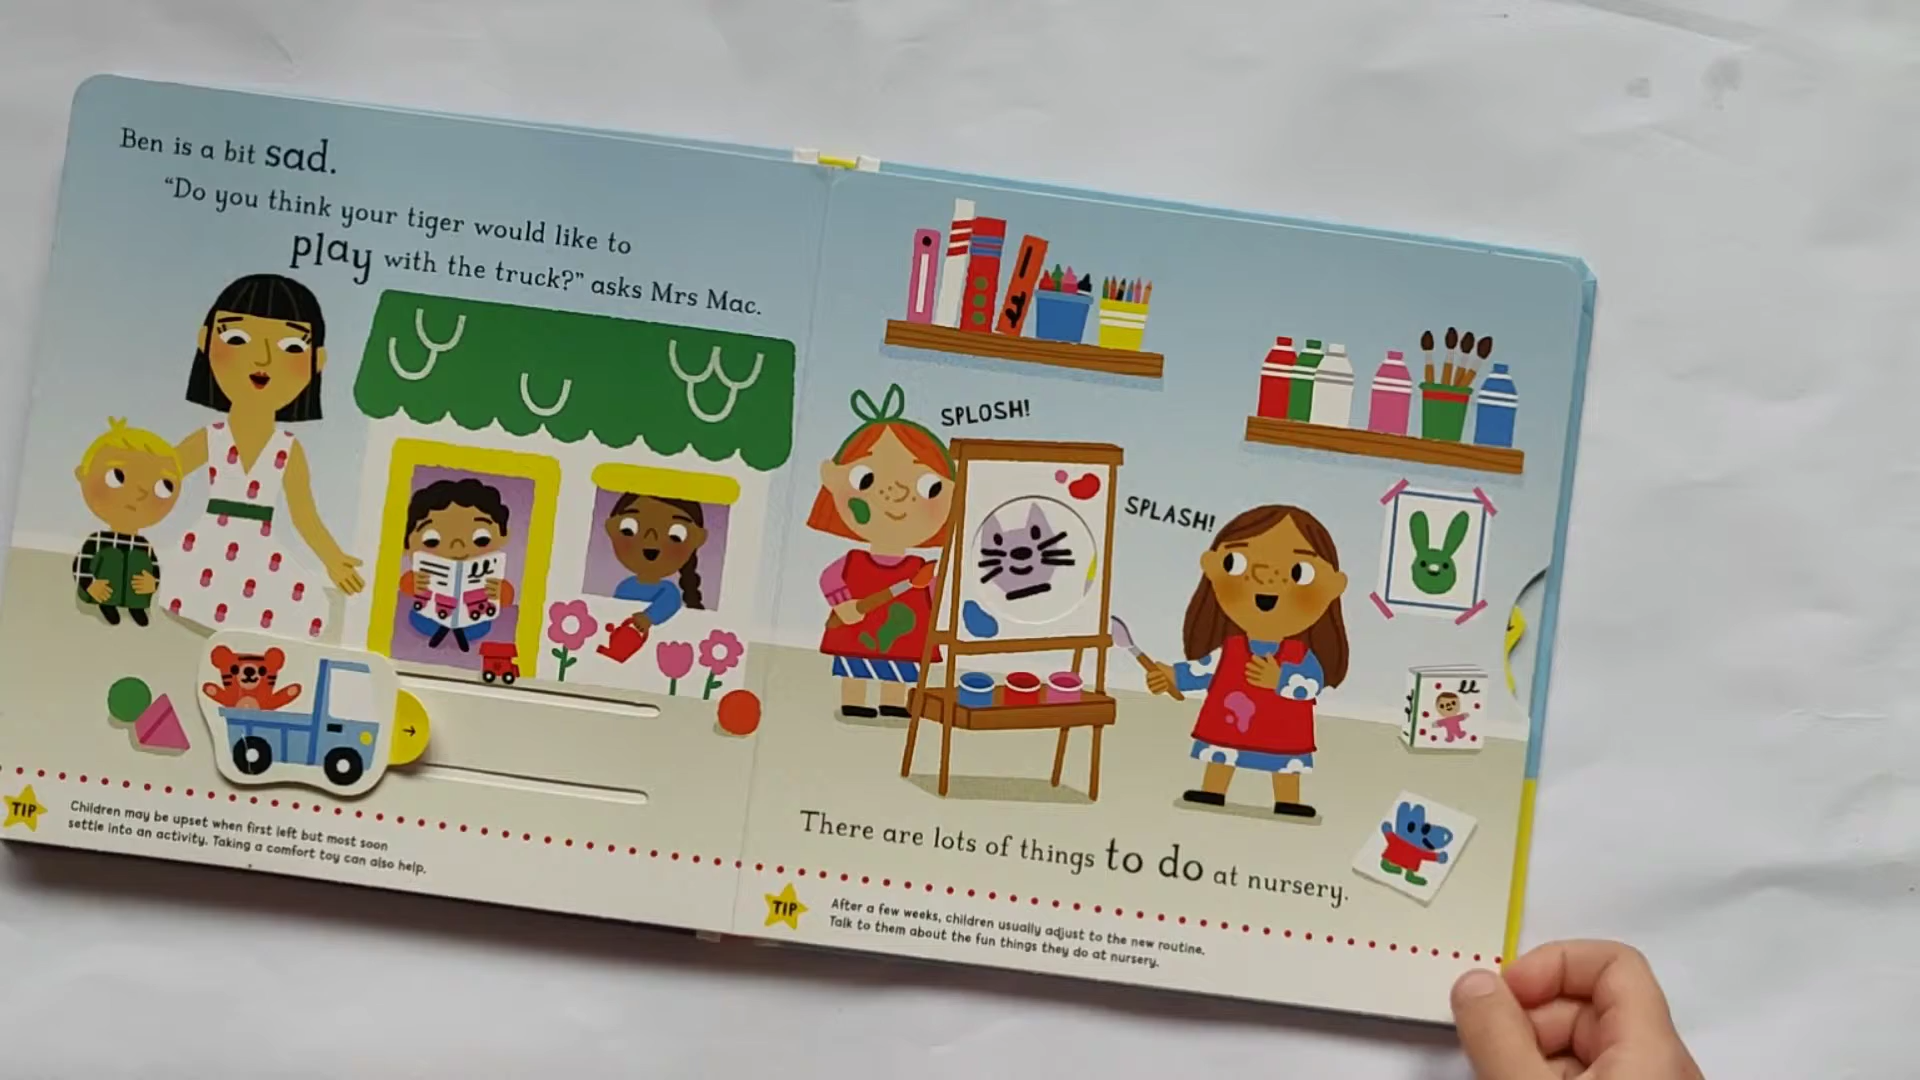 Ben is a bit sad.
“Do you think your tiger would like to
play with the truck?” asks Mrs Mac.
TIP
Children may be upset when first left but most soon
settle into an activity. Taking a comfort toy can also help.
SPLOSH!
SPLASH!
There are lots of things to do at nursery.
TIP
After a few weeks, children usually adjust to the new routine.
Talk to them about the fun things they do at nursery.